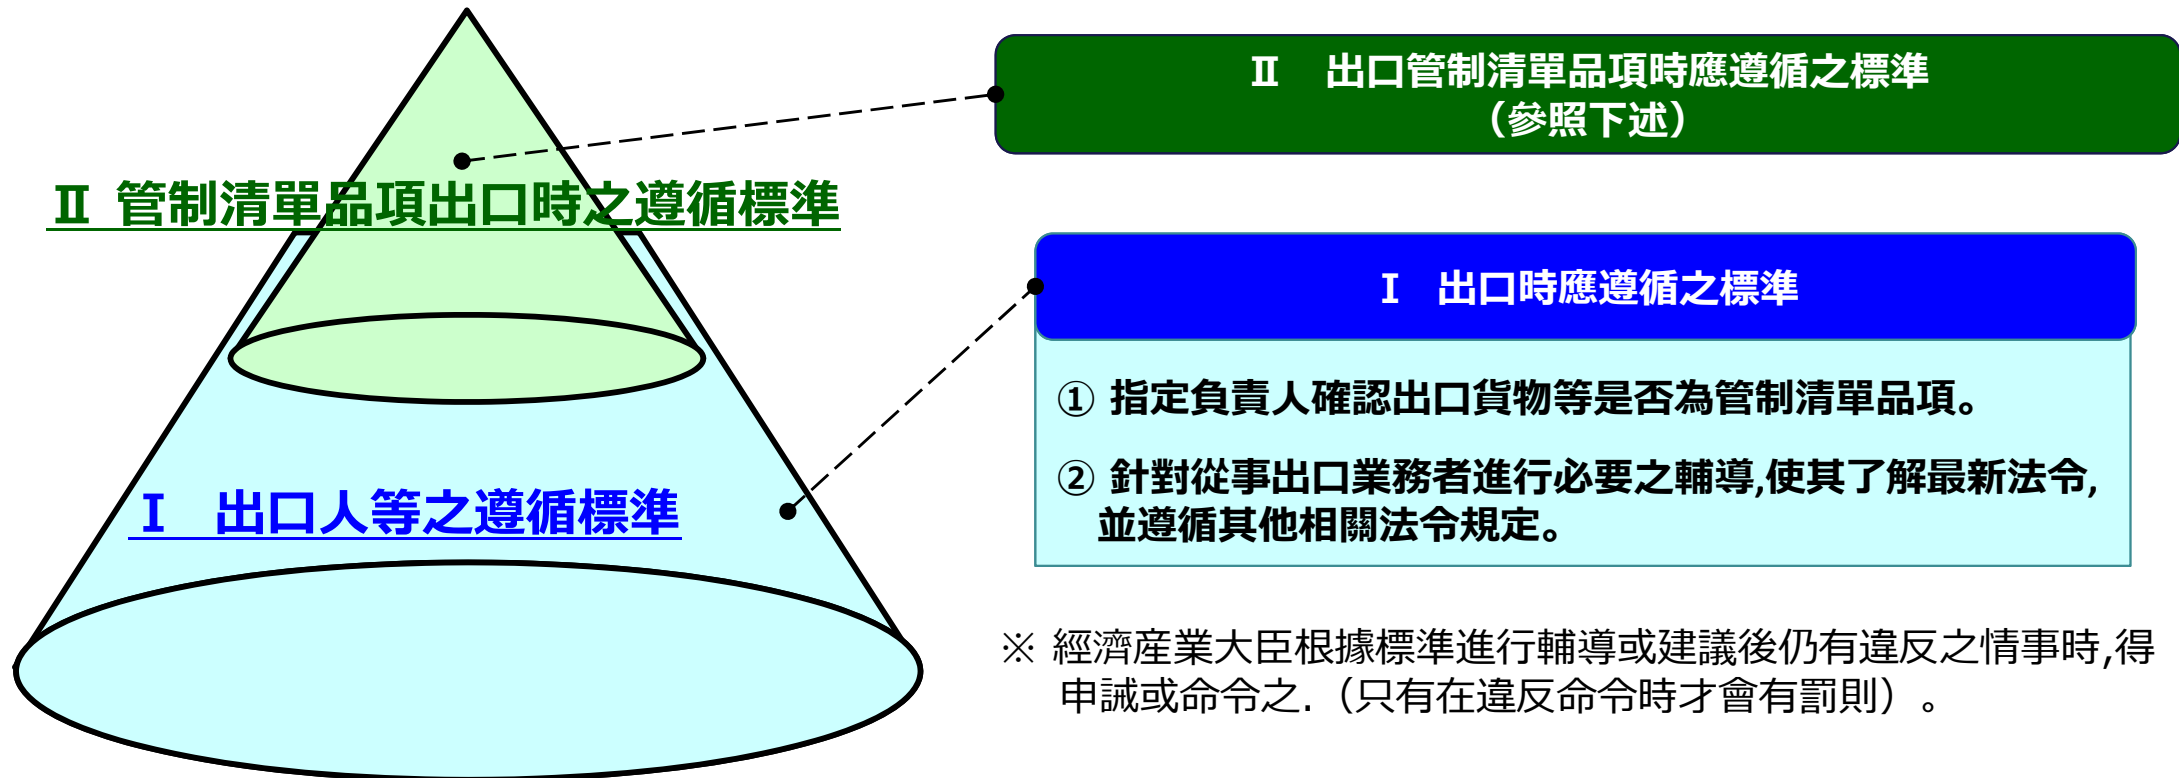 Ⅱ 管制清單品項出口時之遵循標準
Ⅰ 出口人等之遵循標準
Ⅱ 出口管制清單品項時應遵循之標準
（參照下述）
Ⅰ 出口時應遵循之標準
① 指定負責人確認出口貨物等是否為管制清單品項。
② 針對從事出口業務者進行必要之輔導,使其了解最新法令,
並遵循其他相關法令規定。
※ 經濟産業大臣根據標準進行輔導或建議後仍有違反之情事時,得
申誡或命令之.（只有在違反命令時才會有罰則）。